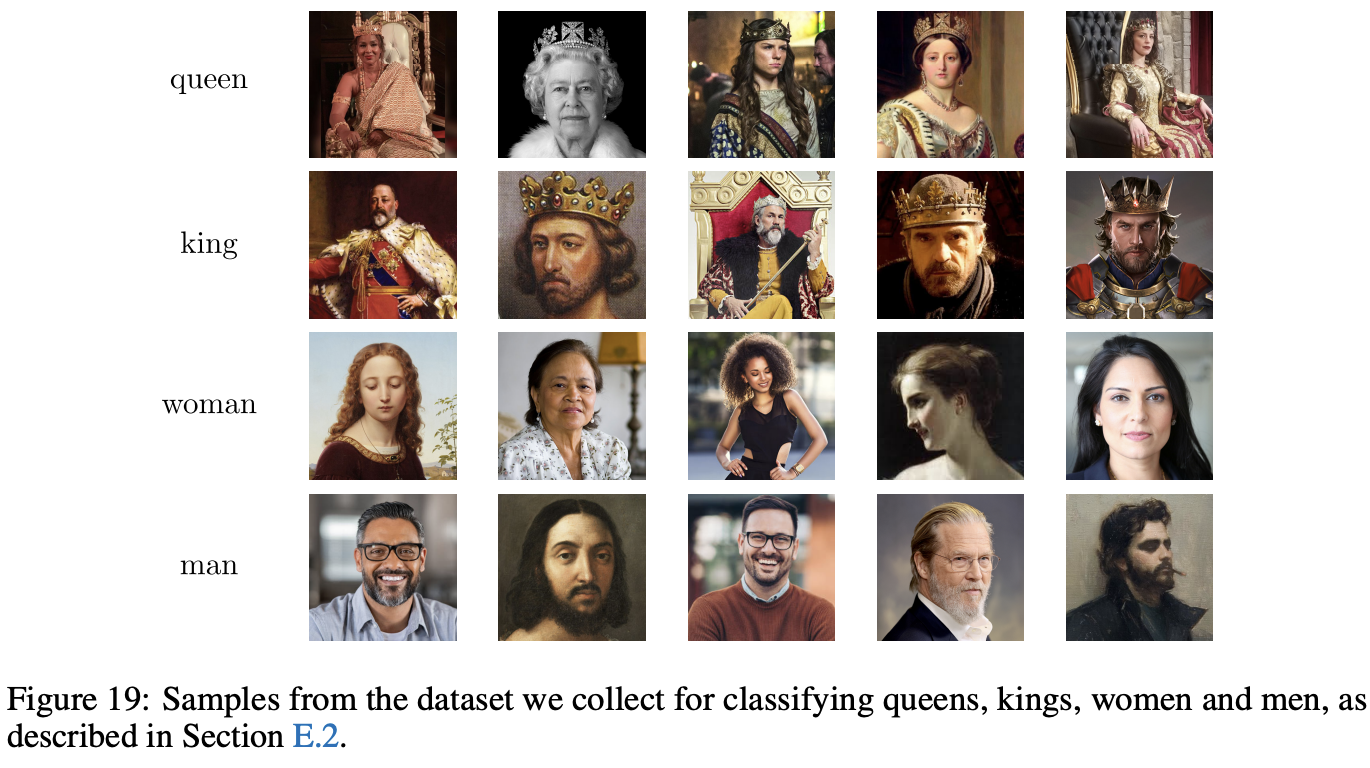 queen
king
woman
man
Figure 19: Samples from the dataset we collect for classifying queens, kings, women and men, as
described in Section E.2.